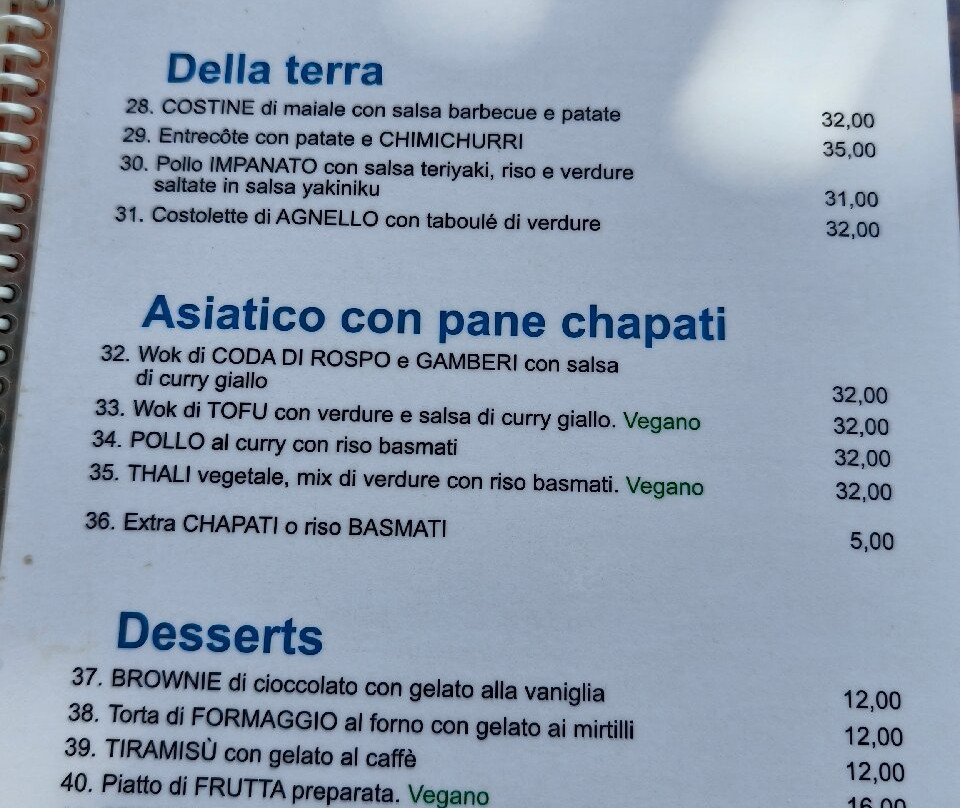 Della terra
28. COSTINE di maiale con salsa barbecue e patate 32,00
29. Entrecôte con patate e CHIMICHURRI 35,00
30. Pollo IMPANATO con salsa teriyaki, riso e verdure
saltate in salsa yakiniku 31,00
31. Costolette di AGNELLO con taboulé di verdure 32,00
Asiatico con pane chapati
32. Wok di CODA DI ROSPO e GAMBERI con salsa
di curry giallo 32,00
33. Wok di TOFU con verdure e salsa di curry giallo. Vegano 32,00
34. POLLO al curry con riso basmati 32,00
35. THALI vegetale, mix di verdure con riso basmati. Vegano 32,00
36. Extra CHAPATI o riso BASMATI 5,00
Desserts
37. BROWNIE di cioccolato con gelato alla vaniglia 12,00
38. Torta di FORMAGGIO al forno con gelato ai mirtilli 12,00
39. TIRAMISÙ con gelato al caffè 12,00
40. Piatto di FRUTTA preparata. Vegano 16,00